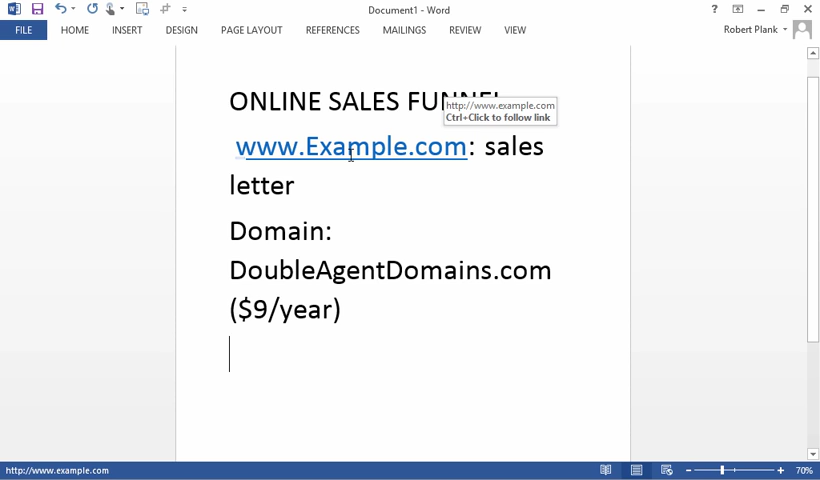 Document1 - Word
?
Robert Plank
FILE
HOME
INSERT
DESIGN
PAGE LAYOUT
REFERENCES
MAILINGS
REVIEW
VIEW
ONLINE SALES FUNNEL
http://www.example.com
Ctrl+Click to follow link
www.Example.com: sales
letter
Domain:
DoubleAgentDomains.com
($9/year)
http://www.Example.com
70%